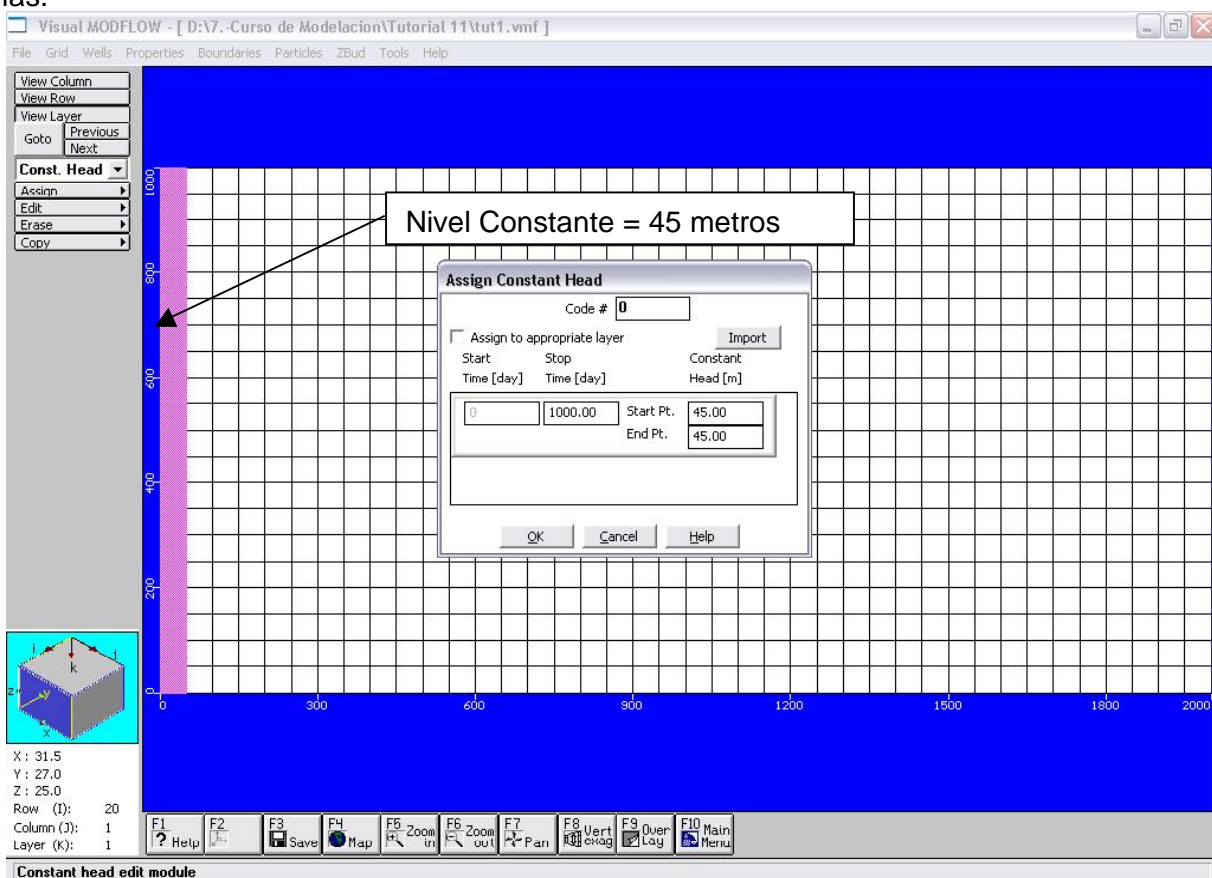 nas.
Visual MODFLOW - [ D:\7.-Curso de Modelacion\Tutorial 11\tut1.vmf ]
File Grid Wells Properties Boundaries Particles ZBud Tools Help
View Column
View Row
View Layer
Goto
Previous
Next
Const. Head
Assign
Edit
Erase
Copy
1000
800
600
400
200
0
Nivel Constante = 45 metros
Assign Constant Head
Code # 0
Assign to appropriate layer
Import
Start Stop Constant
Time [day] Time [day] Head [m]
0 1000.00 Start Pt. 45.00
End Pt. 45.00
OK Cancel Help
0 300 600 900 1200 1500 1800 2000
i j
k
z y
x
X : 31.5
Y : 27.0
Z : 25.0
Row (I): 20
Column (J): 1
Layer (K): 1
F1 ? Help
F2
F3 Save
F4 Map
F5 Zoom in
F6 Zoom out
F7 Pan
F8 Vert exag
F9 Over Lay
F10 Main Menu
Constant head edit module